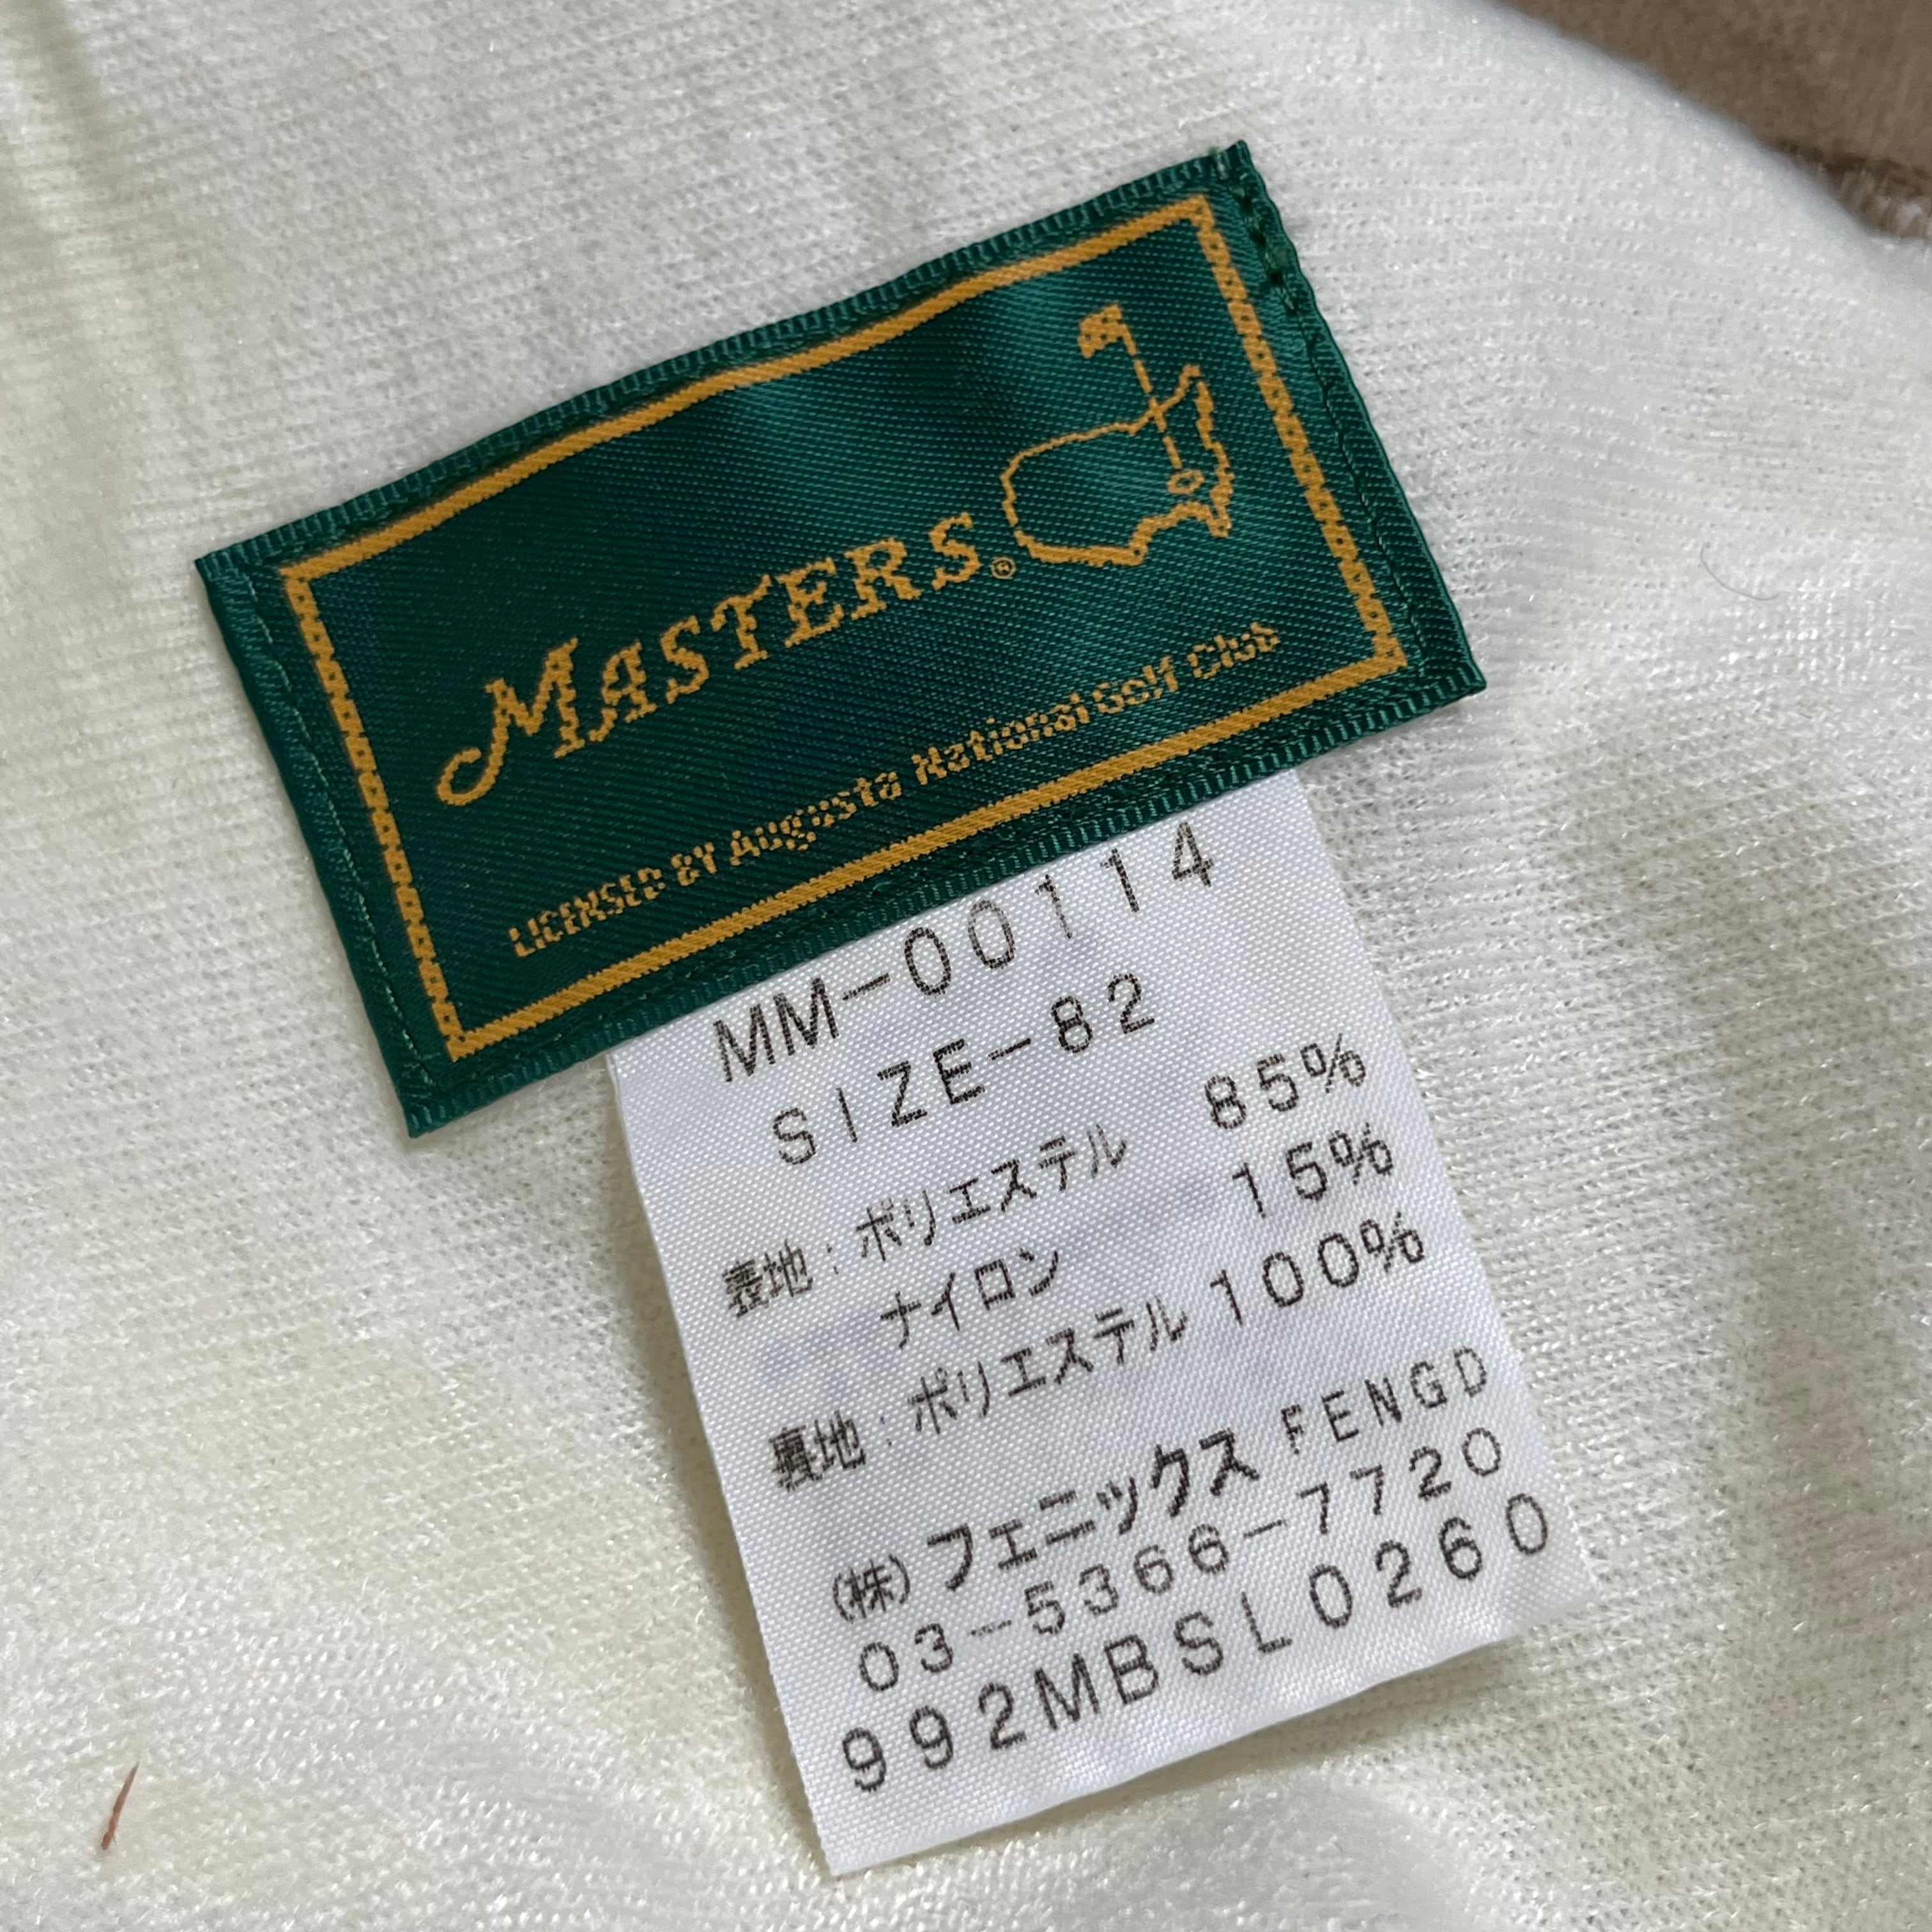 MASTERS®
LICENSED BY Augusta National Golf Club
MM-00114
SIZE-82
表地：ポリエステル 85%
ナイロン 15%
裏地：ポリエステル 100%
(株)フェニックス FENGD
03-5366-7720
992MBSL0260